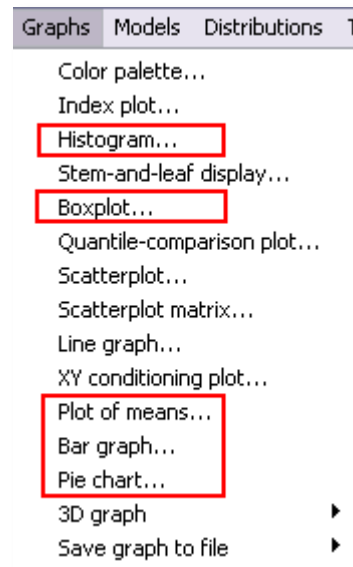 Graphs Models Distributions
Color palette...
Index plot...
Histogram...
Stem-and-leaf display...
Boxplot...
Quantile-comparison plot...
Scatterplot...
Scatterplot matrix...
Line graph...
XY conditioning plot...
Plot of means...
Bar graph...
Pie chart...
3D graph
Save graph to file